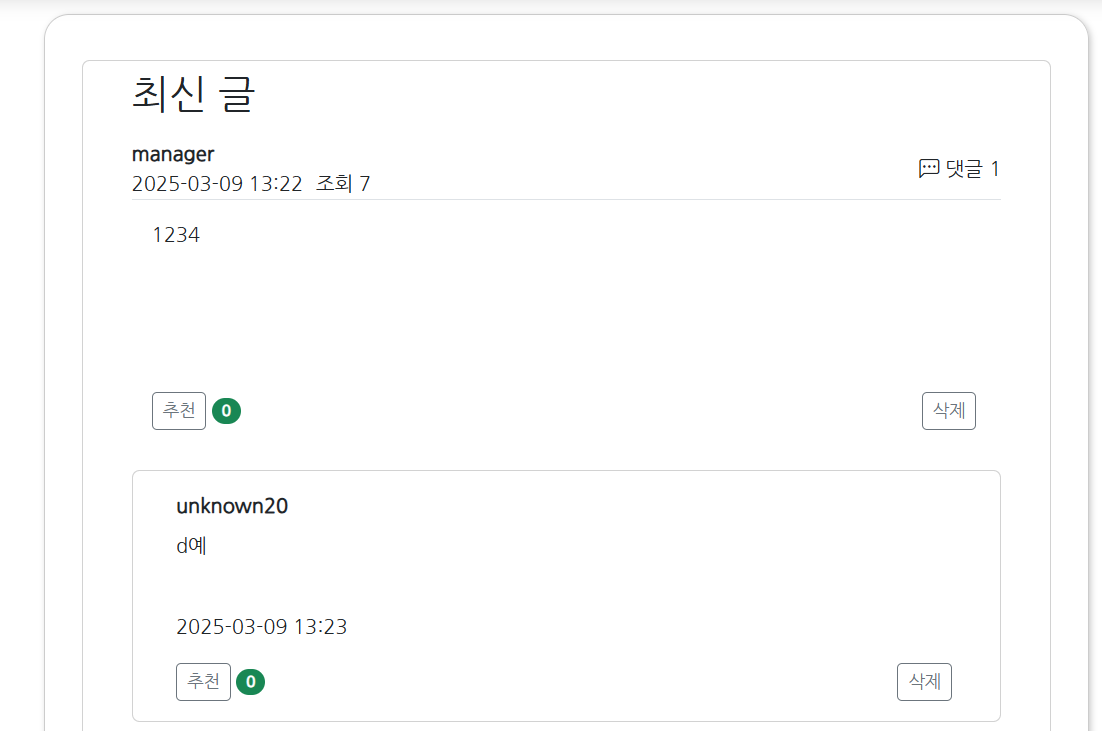 최신 글
manager
2025-03-09 13:22 조회 7
댓글 1
1234
추천 0
삭제
unknown20
d예
2025-03-09 13:23
추천 0
삭제